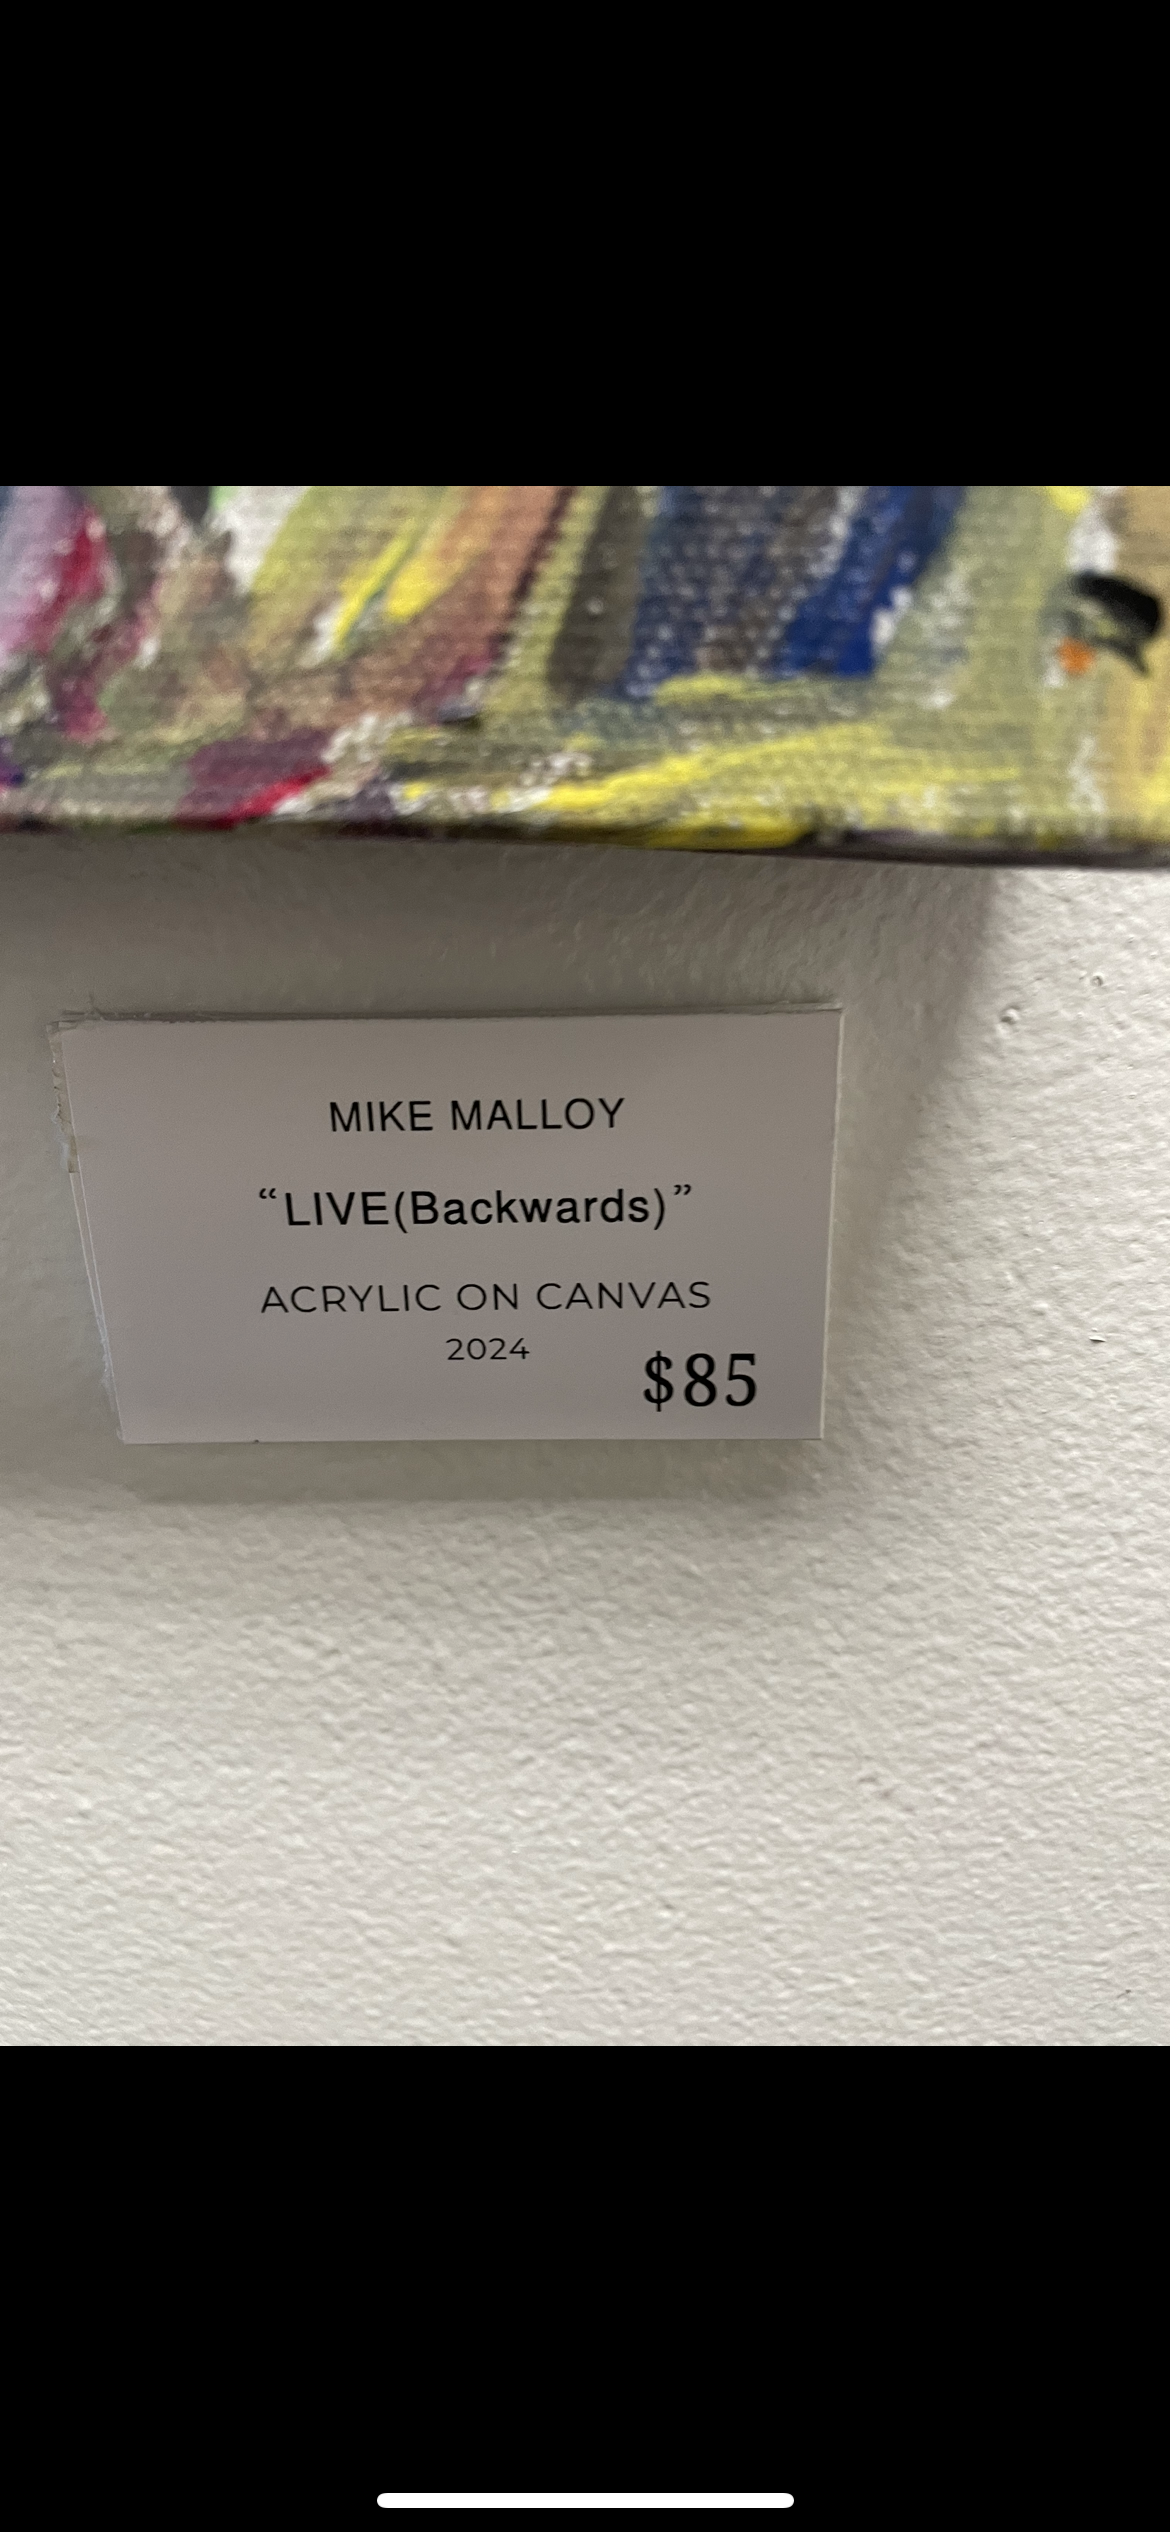 MIKE MALLOY
“LIVE(Backwards)”
ACRYLIC ON CANVAS
2024
$85